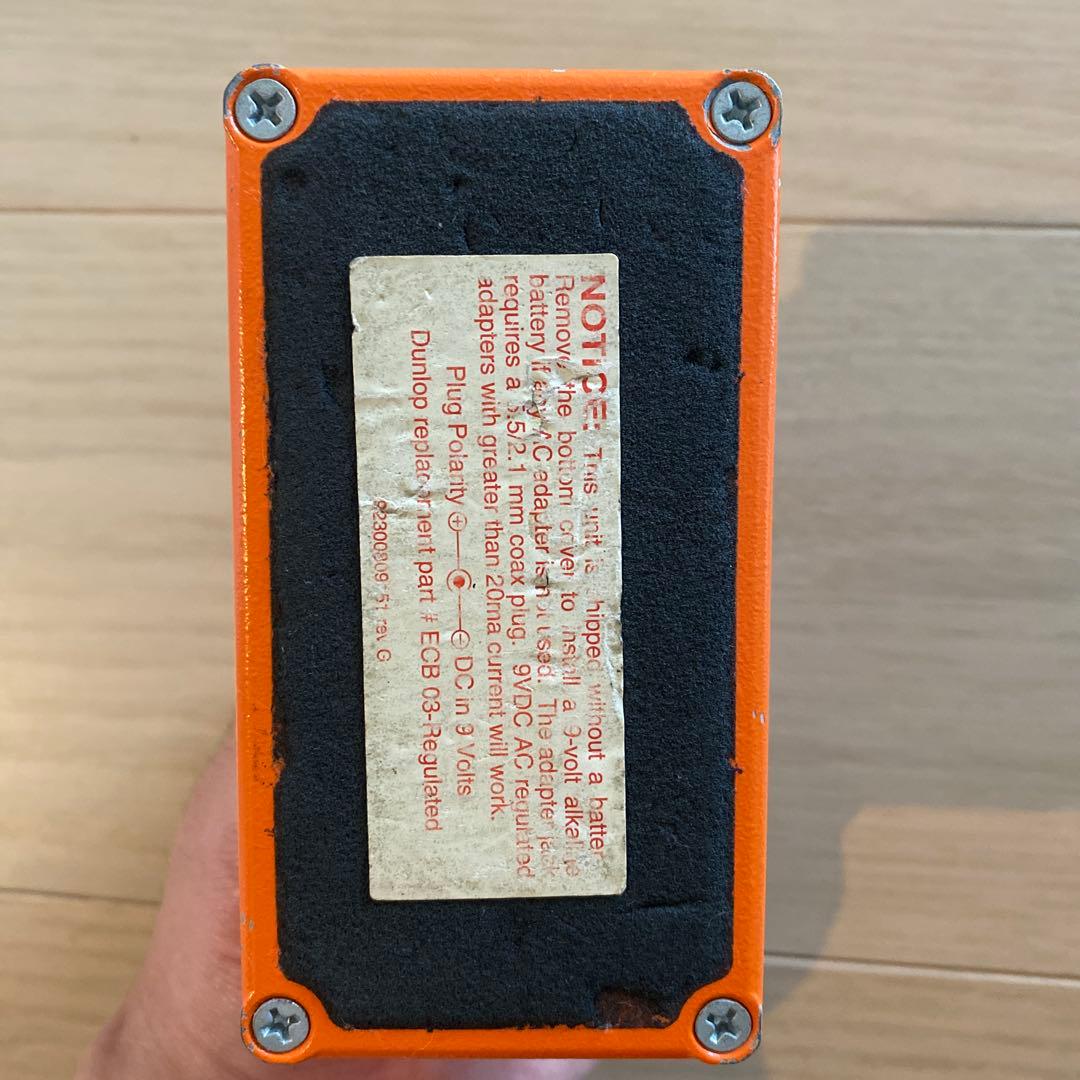 NOTICE: This unit is shipped without a batter
Remove the bottom cover to install a 9-volt alkaline
battery if any AC adapter is not used. The adapter jack
requires a 5.5/2.1 mm coax plug. 9VDC AC regulated
adapters with greater than 20ma current will work.
Plug Polarity + − DC in 9 Volts
Dunlop replacement part # ECB 03-Regulated
rev G